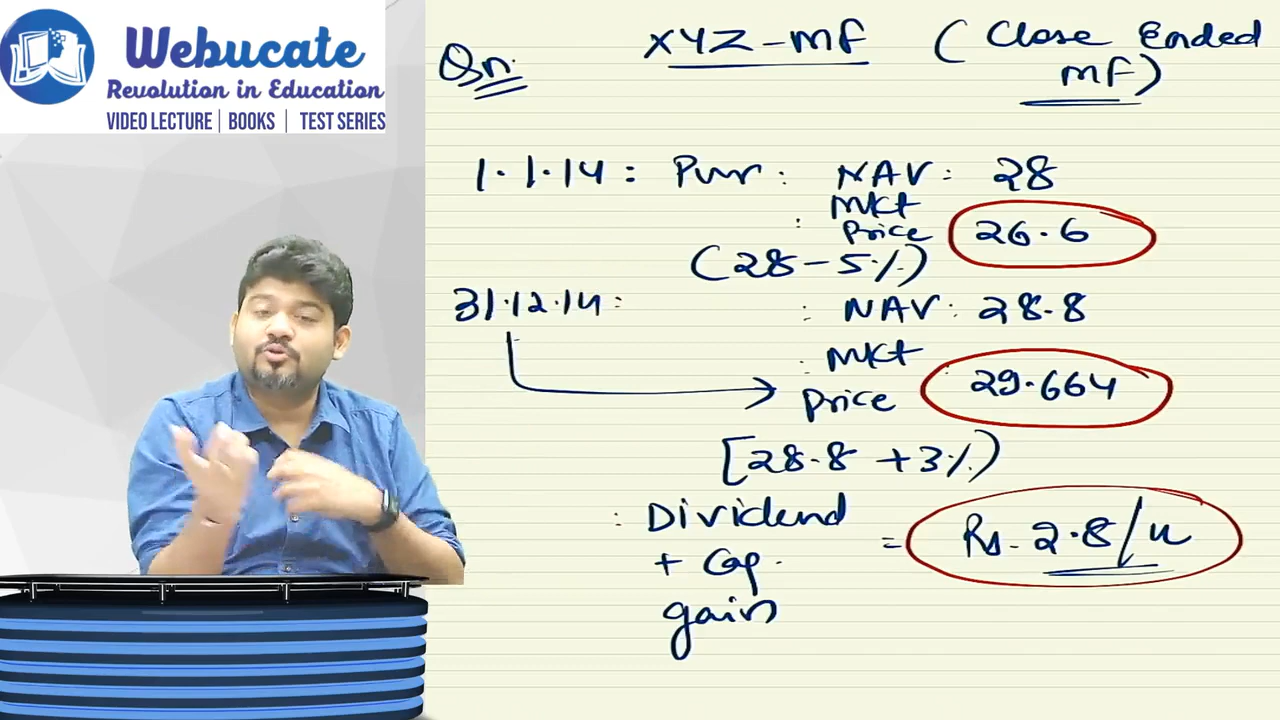 Webucate
Revolution in Education
VIDEO LECTURE | BOOKS | TEST SERIES
Qn. XYZ-MF (Close Ended MF)
1.1.14: Pur: NAV: 28
: Mkt Price 26.6
(28-5%)
31.12.14: : NAV: 28.8
: Mkt Price : 29.664
[28.8 +3%)
: Dividend + Cap. gain = Rs. 2.8/u